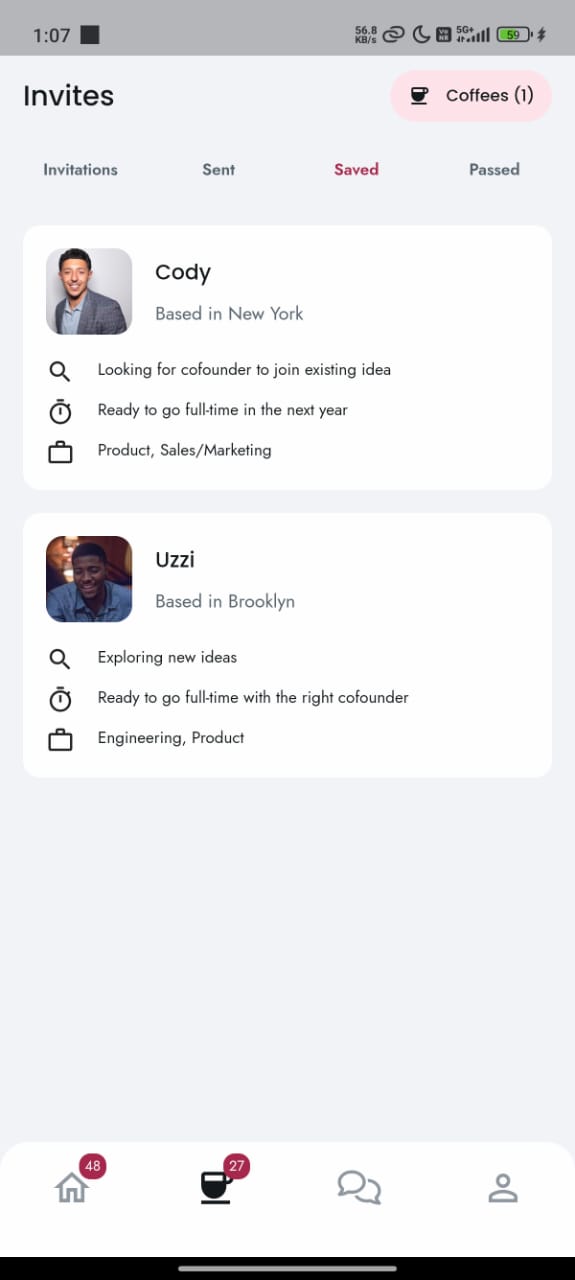 1:07
56.8
KB/s
5G+
59
Invites
Coffees (1)
Invitations
Sent
Saved
Passed
Cody
Based in New York
Looking for cofounder to join existing idea
Ready to go full-time in the next year
Product, Sales/Marketing
Uzzi
Based in Brooklyn
Exploring new ideas
Ready to go full-time with the right cofounder
Engineering, Product
48
27